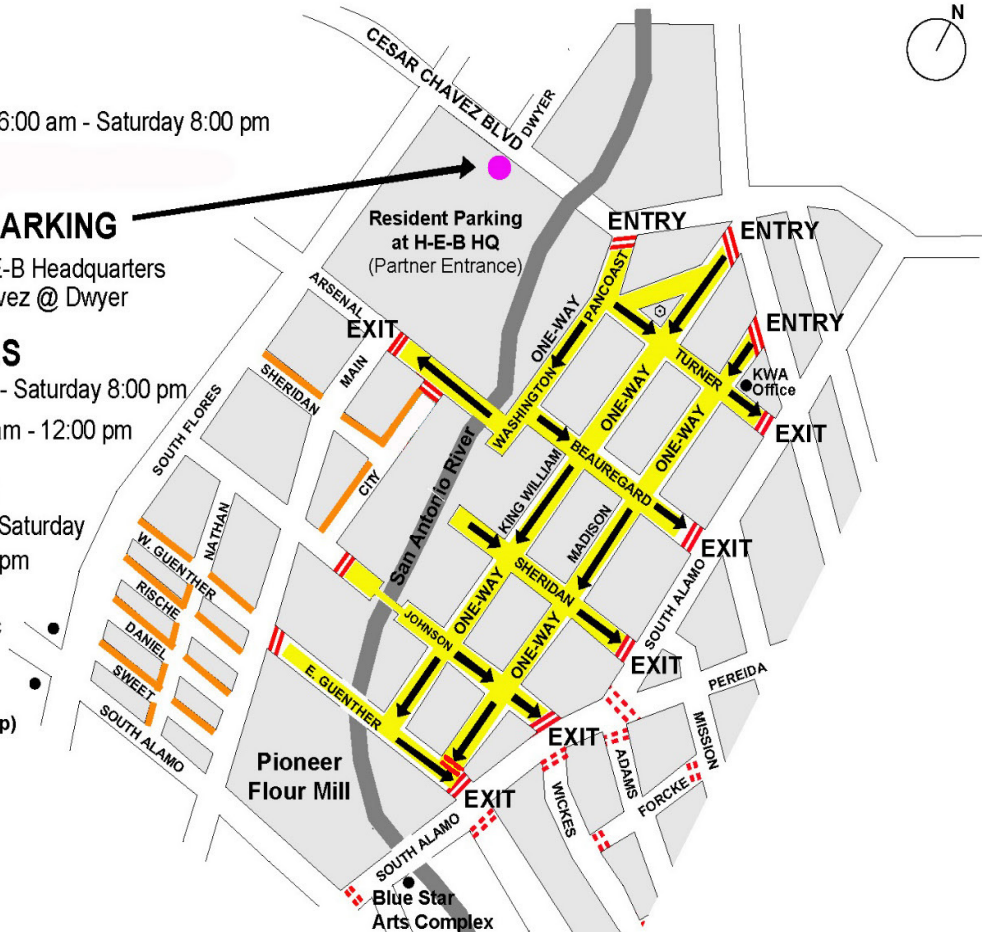 N
CESAR CHAVEZ BLVD
DWYER
6:00 am - Saturday 8:00 pm
ARKING
E-B Headquarters
vez @ Dwyer
Resident Parking
at H-E-B HQ
(Partner Entrance)
ENTRY
ENTRY
ENTRY
PANCOAST
ONE-WAY
WASHINGTON
ARSENAL
EXIT
S
- Saturday 8:00 pm
am - 12:00 pm
MAIN
SHERIDAN
SOUTH FLORES
CITY
TURNER
KWA
Office
EXIT
ONE-WAY
ONE-WAY
KING WILLIAM
BEAUREGARD
MADISON
EXIT
San Antonio River
Saturday
pm
NATHAN
W. GUENTHER
RISCHE
DANIEL
SWEET
SOUTH ALAMO
SHERIDAN
SOUTH ALAMO
EXIT
ONE-WAY
ONE-WAY
JOHNSON
E. GUENTHER
EXIT
PEREIDA
MISSION
ADAMS
FORCKE
WICKES
p)
Pioneer
Flour Mill
EXIT
SOUTH ALAMO
Blue Star
Arts Complex